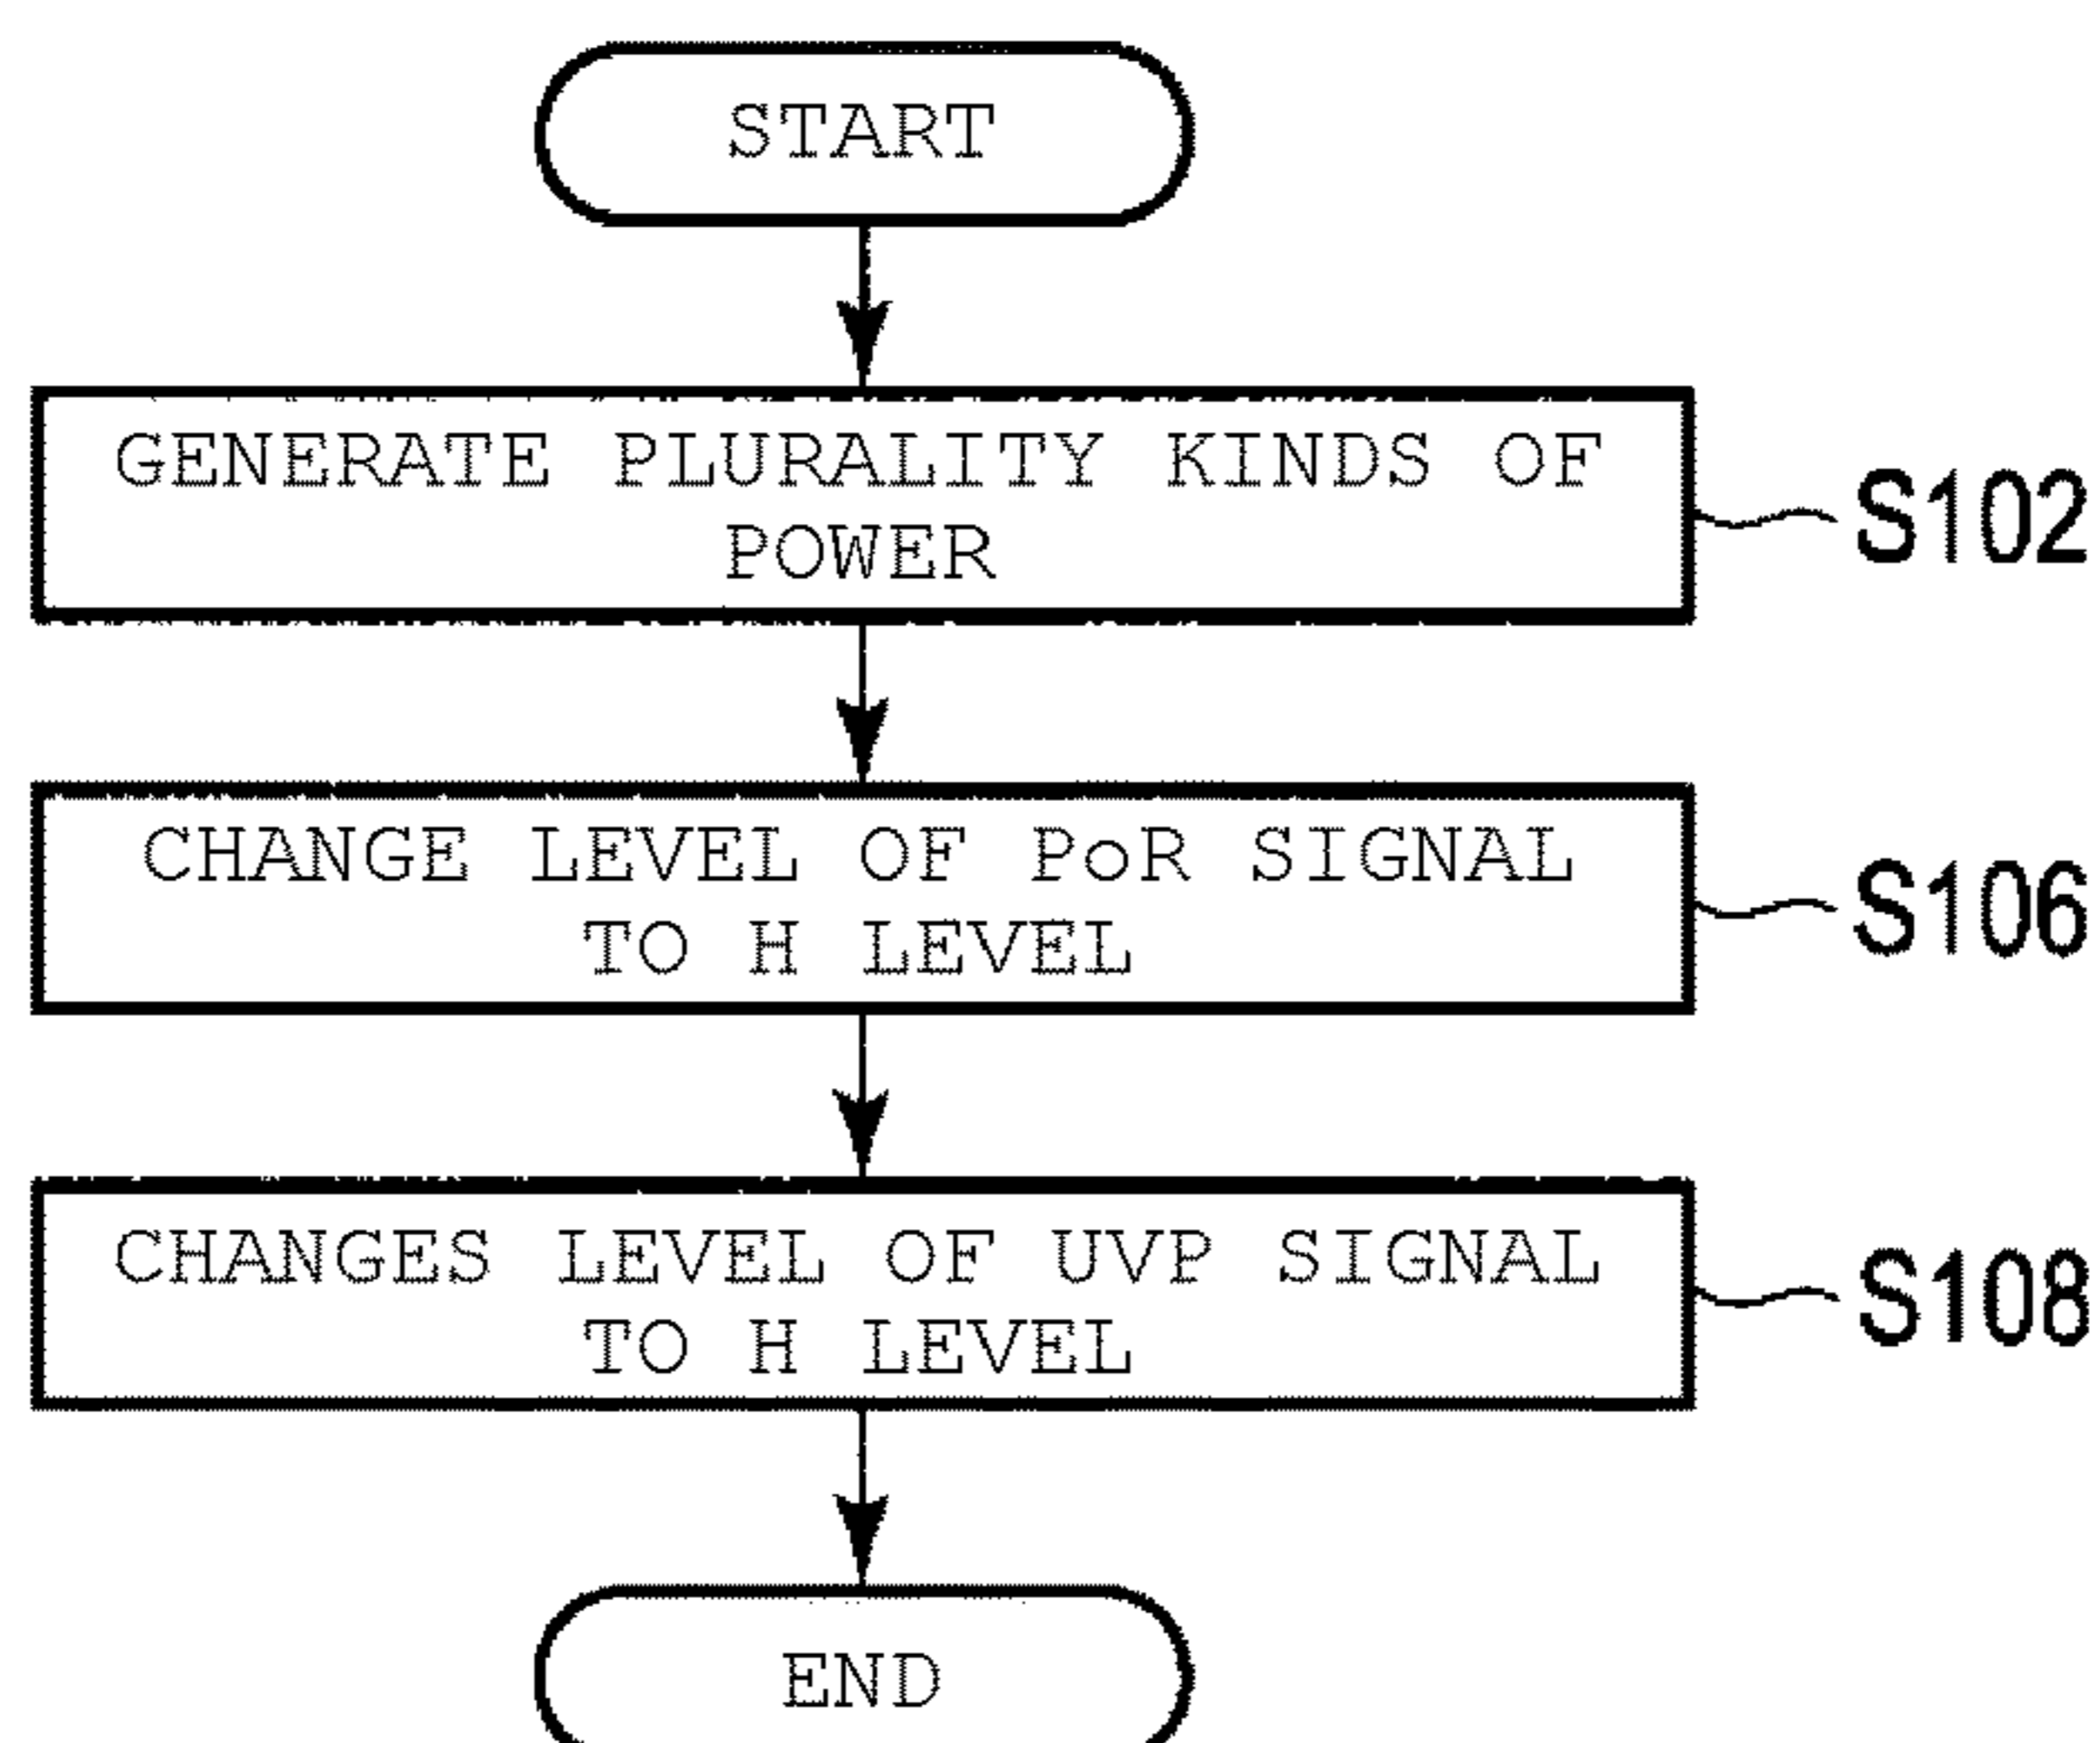 START
GENERATE PLURALITY KINDS OF
POWER
S102
CHANGE LEVEL OF PoR SIGNAL
TO H LEVEL
S106
CHANGES LEVEL OF UVP SIGNAL
TO H LEVEL
S108
END